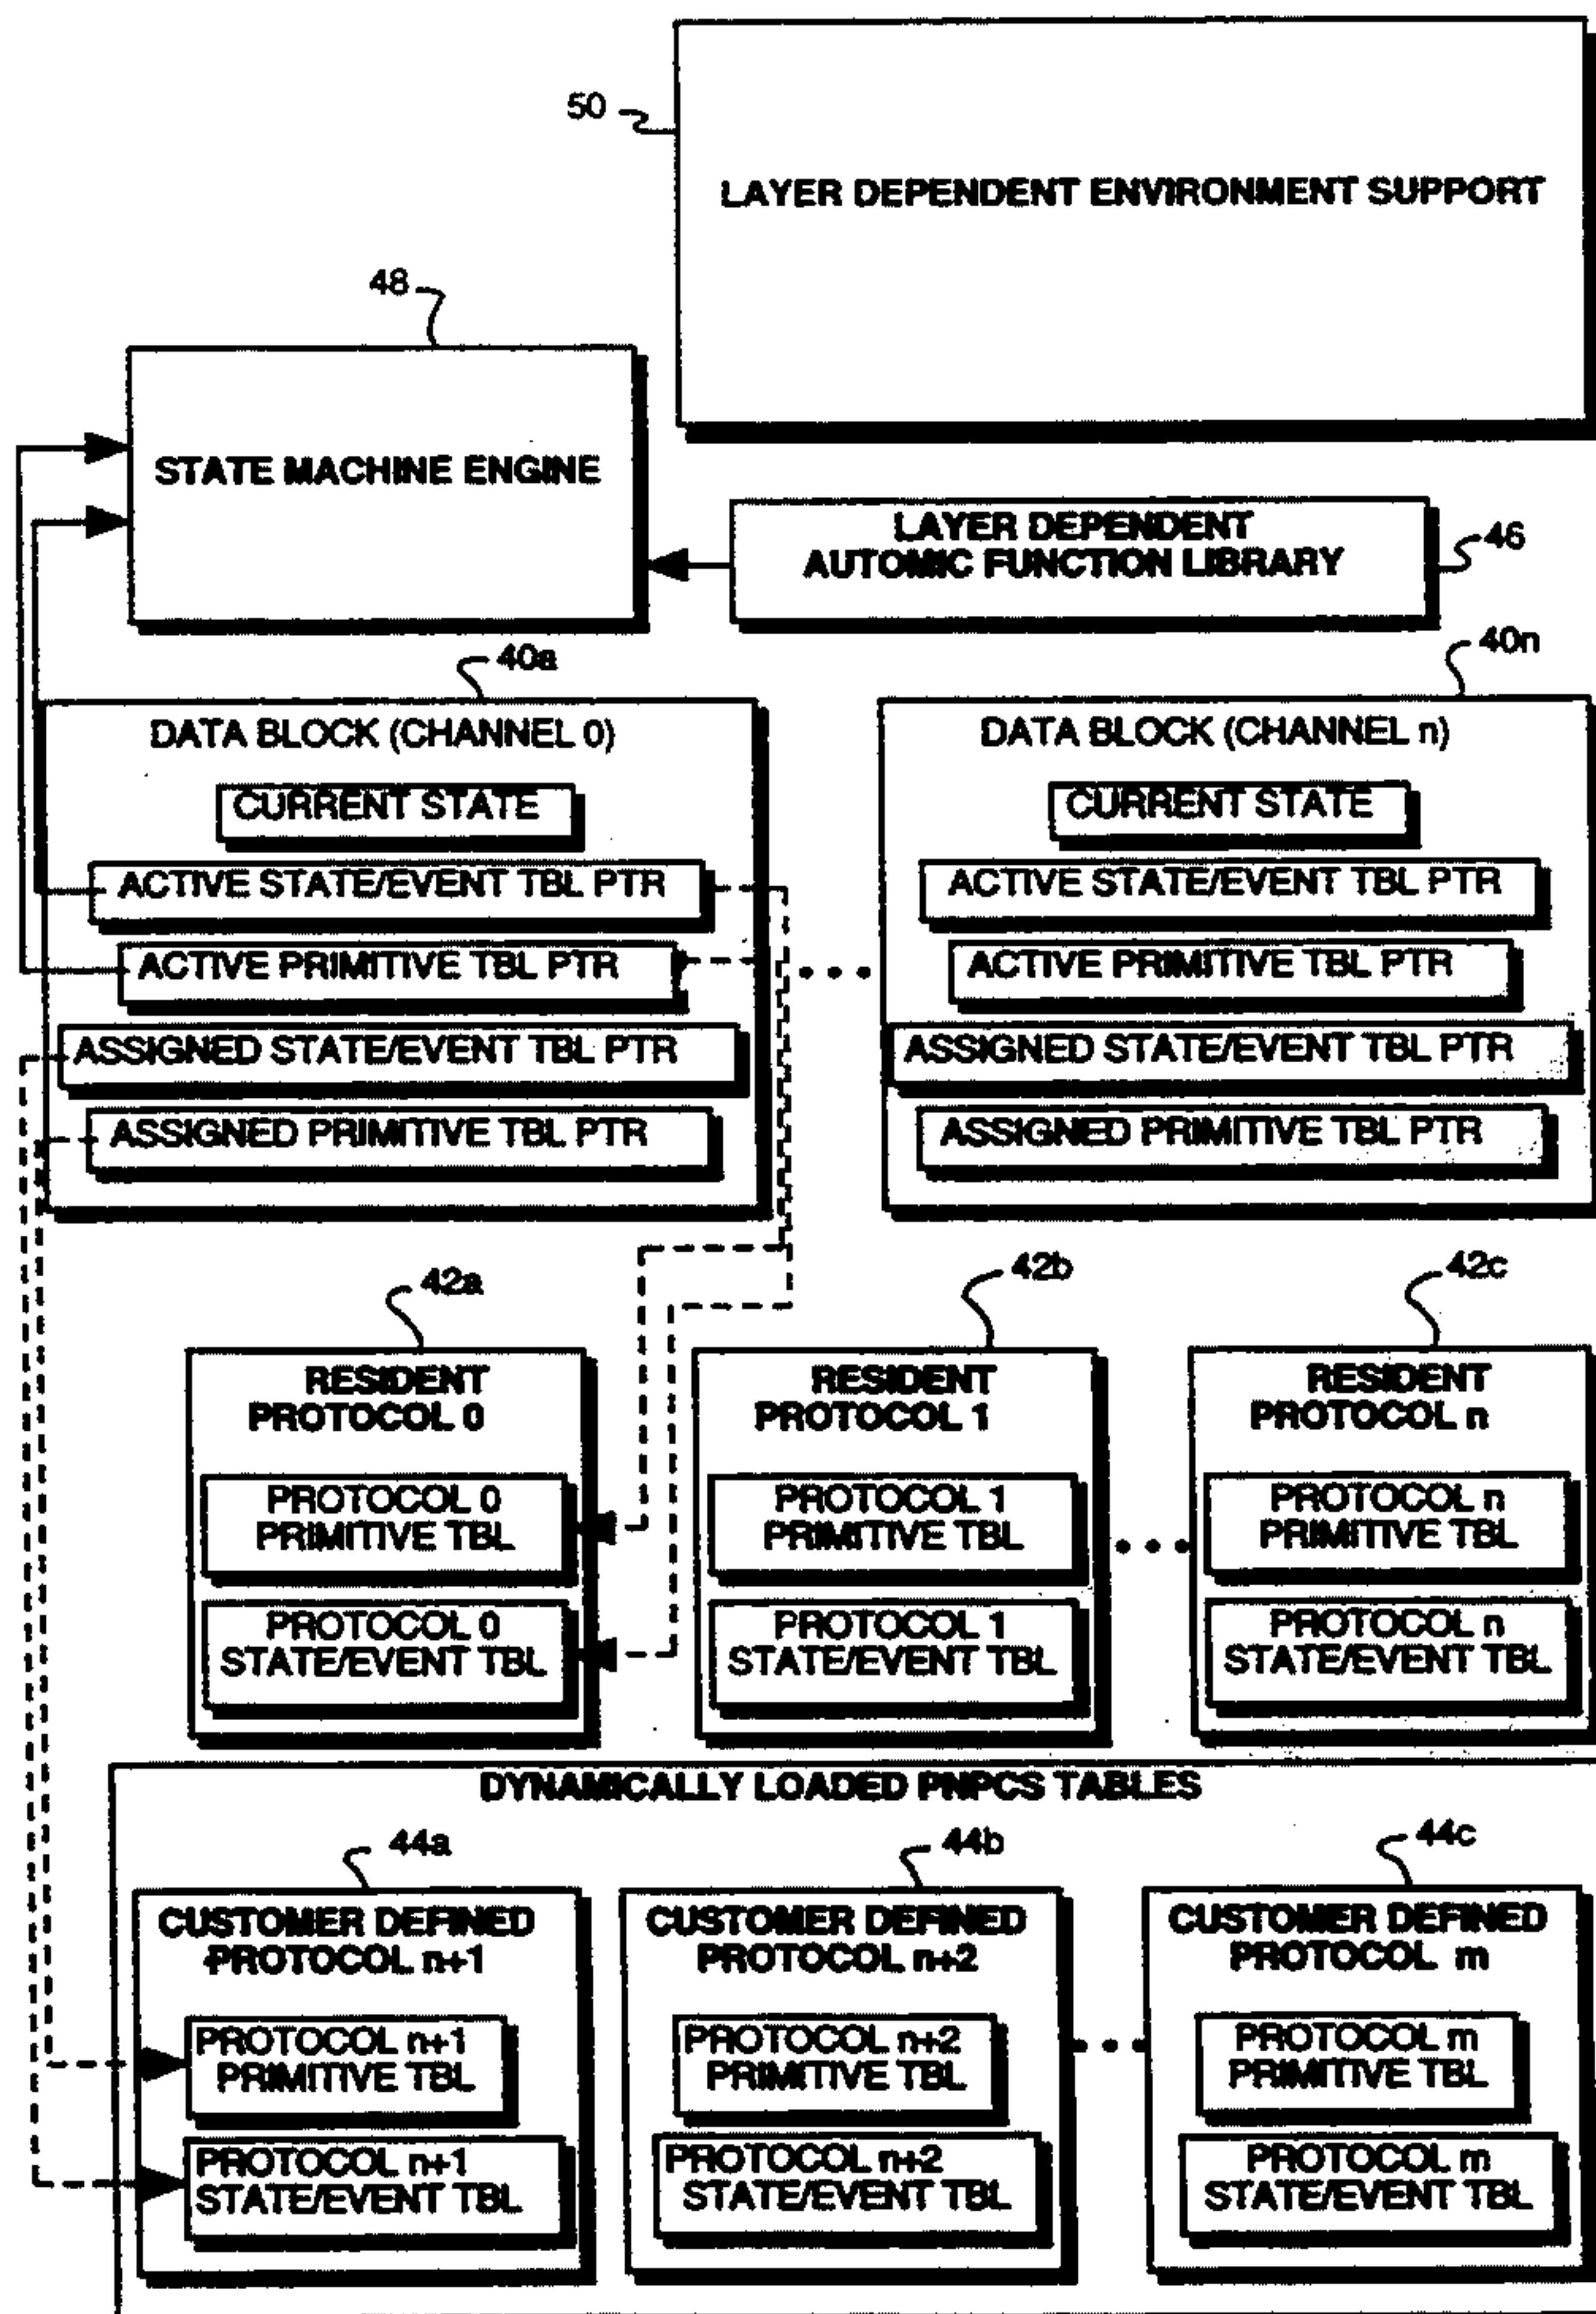 50
LAYER DEPENDENT ENVIRONMENT SUPPORT
48
STATE MACHINE ENGINE
LAYER DEPENDENT
AUTOMIC FUNCTION LIBRARY
46
40a
DATA BLOCK (CHANNEL 0)
CURRENT STATE
ACTIVE STATE/EVENT TBL PTR
ACTIVE PRIMITIVE TBL PTR
ASSIGNED STATE/EVENT TBL PTR
ASSIGNED PRIMITIVE TBL PTR
40n
DATA BLOCK (CHANNEL n)
CURRENT STATE
ACTIVE STATE/EVENT TBL PTR
ACTIVE PRIMITIVE TBL PTR
ASSIGNED STATE/EVENT TBL PTR
ASSIGNED PRIMITIVE TBL PTR
42a
RESIDENT
PROTOCOL 0
PROTOCOL 0
PRIMITIVE TBL
PROTOCOL 0
STATE/EVENT TBL
42b
RESIDENT
PROTOCOL 1
PROTOCOL 1
PRIMITIVE TBL
PROTOCOL 1
STATE/EVENT TBL
42c
RESIDENT
PROTOCOL n
PROTOCOL n
PRIMITIVE TBL
PROTOCOL n
STATE/EVENT TBL
DYNAMICALLY LOADED PNPCS TABLES
44a
CUSTOMER DEFINED
PROTOCOL n+1
PROTOCOL n+1
PRIMITIVE TBL
PROTOCOL n+1
STATE/EVENT TBL
44b
CUSTOMER DEFINED
PROTOCOL n+2
PROTOCOL n+2
PRIMITIVE TBL
PROTOCOL n+2
STATE/EVENT TBL
44c
CUSTOMER DEFINED
PROTOCOL m
PROTOCOL m
PRIMITIVE TBL
PROTOCOL m
STATE/EVENT TBL